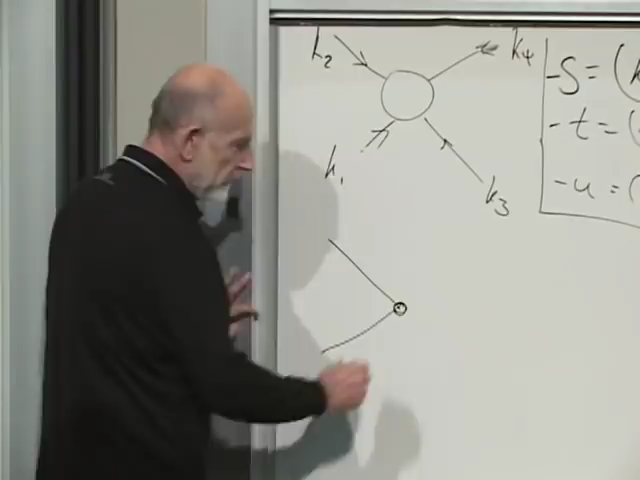 k₂
k₄
k₁
k₃
-S = (k
-t = (
-u = (